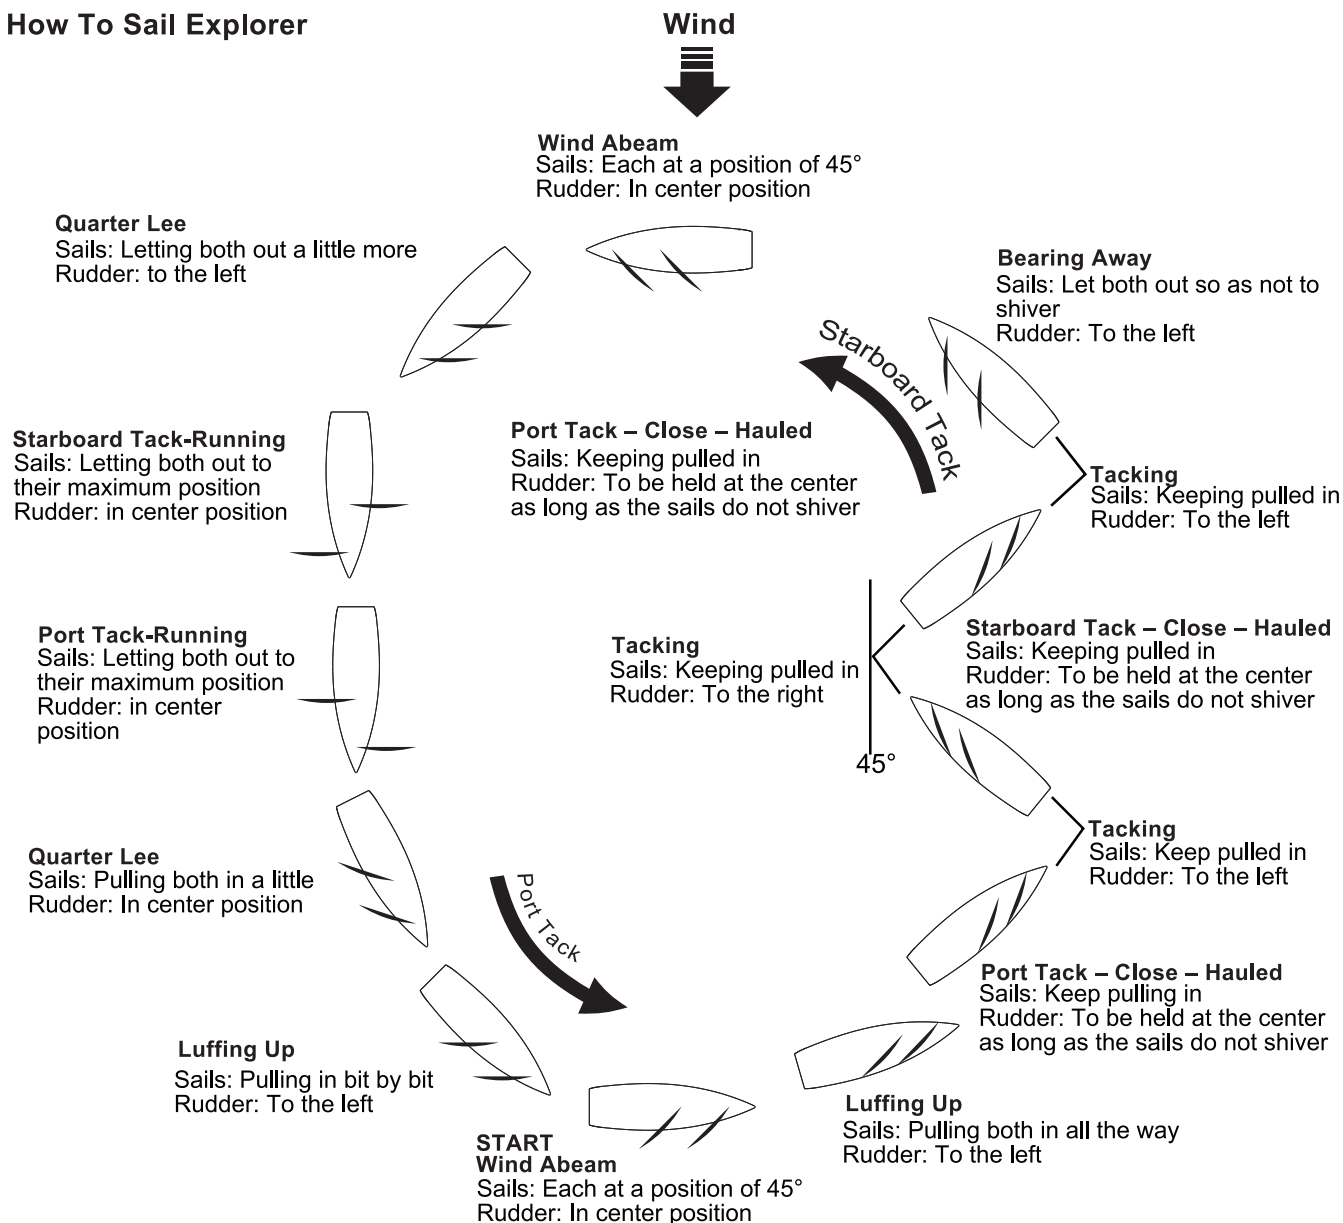 How To Sail Explorer
Wind
Wind Abeam
Sails: Each at a position of 45°
Rudder: In center position
Quarter Lee
Sails: Letting both out a little more
Rudder: to the left
Bearing Away
Sails: Let both out so as not to
shiver
Rudder: To the left
Starboard Tack
Starboard Tack-Running
Sails: Letting both out to
their maximum position
Rudder: in center position
Port Tack – Close – Hauled
Sails: Keeping pulled in
Rudder: To be held at the center
as long as the sails do not shiver
Tacking
Sails: Keeping pulled in
Rudder: To the left
Port Tack-Running
Sails: Letting both out to
their maximum position
Rudder: in center
position
Tacking
Sails: Keeping pulled in
Rudder: To the right
45°
Starboard Tack – Close – Hauled
Sails: Keeping pulled in
Rudder: To be held at the center
as long as the sails do not shiver
Quarter Lee
Sails: Pulling both in a little
Rudder: In center position
Port Tack
Tacking
Sails: Keep pulled in
Rudder: To the left
Port Tack – Close – Hauled
Sails: Keep pulling in
Rudder: To be held at the center
as long as the sails do not shiver
Luffing Up
Sails: Pulling in bit by bit
Rudder: To the left
Luffing Up
Sails: Pulling both in all the way
Rudder: To the left
START
Wind Abeam
Sails: Each at a position of 45°
Rudder: In center position